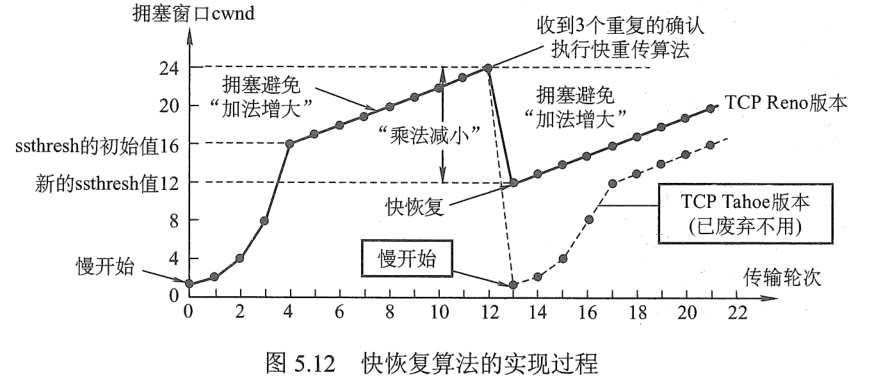 拥塞窗口cwnd
收到3个重复的确认
执行快重传算法
24
拥塞避免
“加法增大”
拥塞避免
“加法增大”
20
TCP Reno版本
“乘法减小”
ssthresh的初始值16
新的ssthresh值12
快恢复
TCP Tahoe版本
(已废弃不用)
8
慢开始
慢开始
4
传输轮次
0
0 2 4 6 8 10 12 14 16 18 20 22
图 5.12 快恢复算法的实现过程